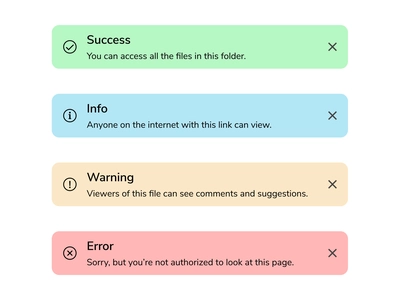 Success
You can access all the files in this folder.
Info
Anyone on the internet with this link can view.
Warning
Viewers of this file can see comments and suggestions.
Error
Sorry, but you’re not authorized to look at this page.